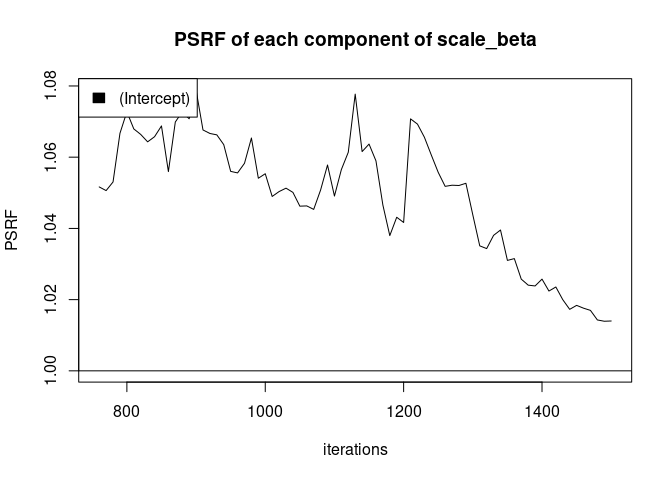 PSRF of each component of scale_beta
(Intercept)
PSRF
1.08
1.06
1.04
1.02
1.00
800 1000 1200 1400
iterations